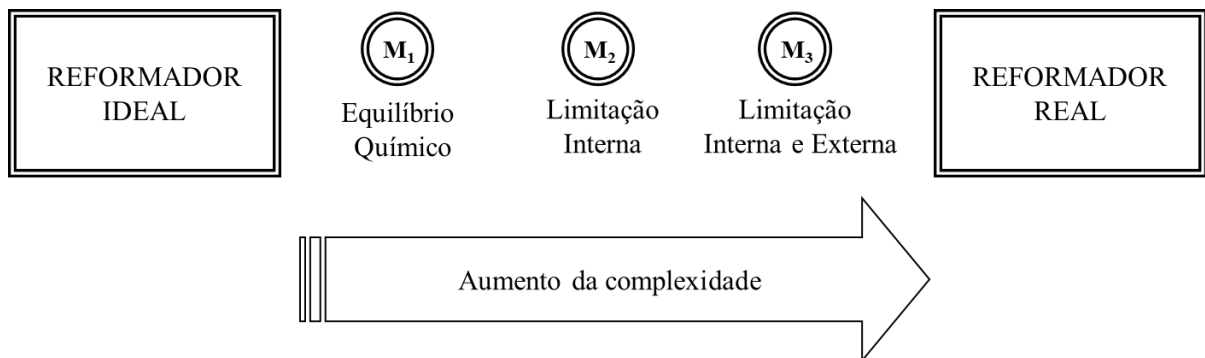 REFORMADOR
IDEAL
M₁
Equilíbrio
Químico
M₂
Limitação
Interna
M₃
Limitação
Interna e Externa
REFORMADOR
REAL
Aumento da complexidade